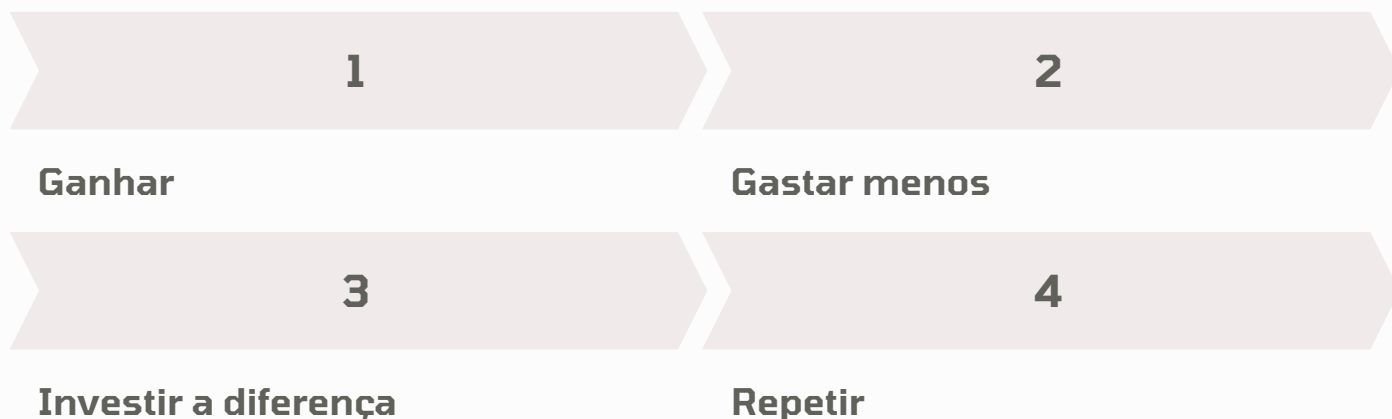 1
2
Ganhar
Gastar menos
3
4
Investir a diferença
Repetir